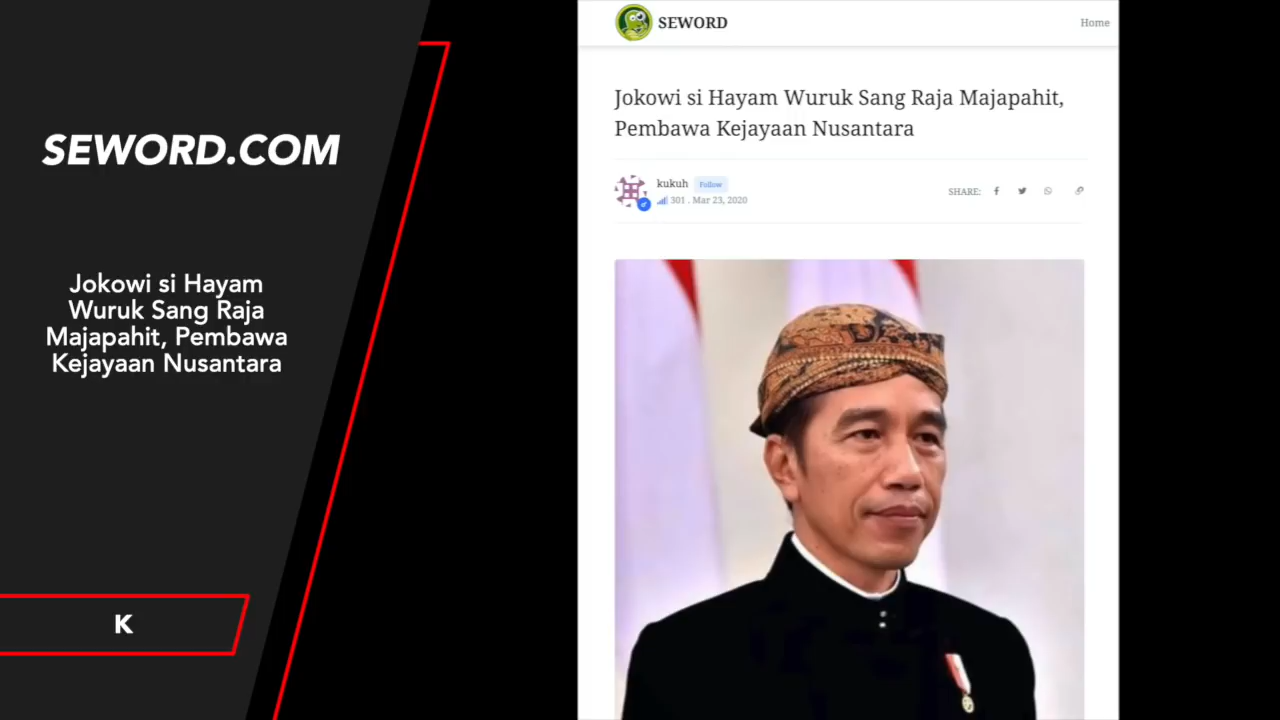 SEWORD.COM
Jokowi si Hayam
Wuruk Sang Raja
Majapahit, Pembawa
Kejayaan Nusantara
K
SEWORD
Home
Jokowi si Hayam Wuruk Sang Raja Majapahit,
Pembawa Kejayaan Nusantara
kukuh Follow
301 . Mar 23, 2020
SHARE: